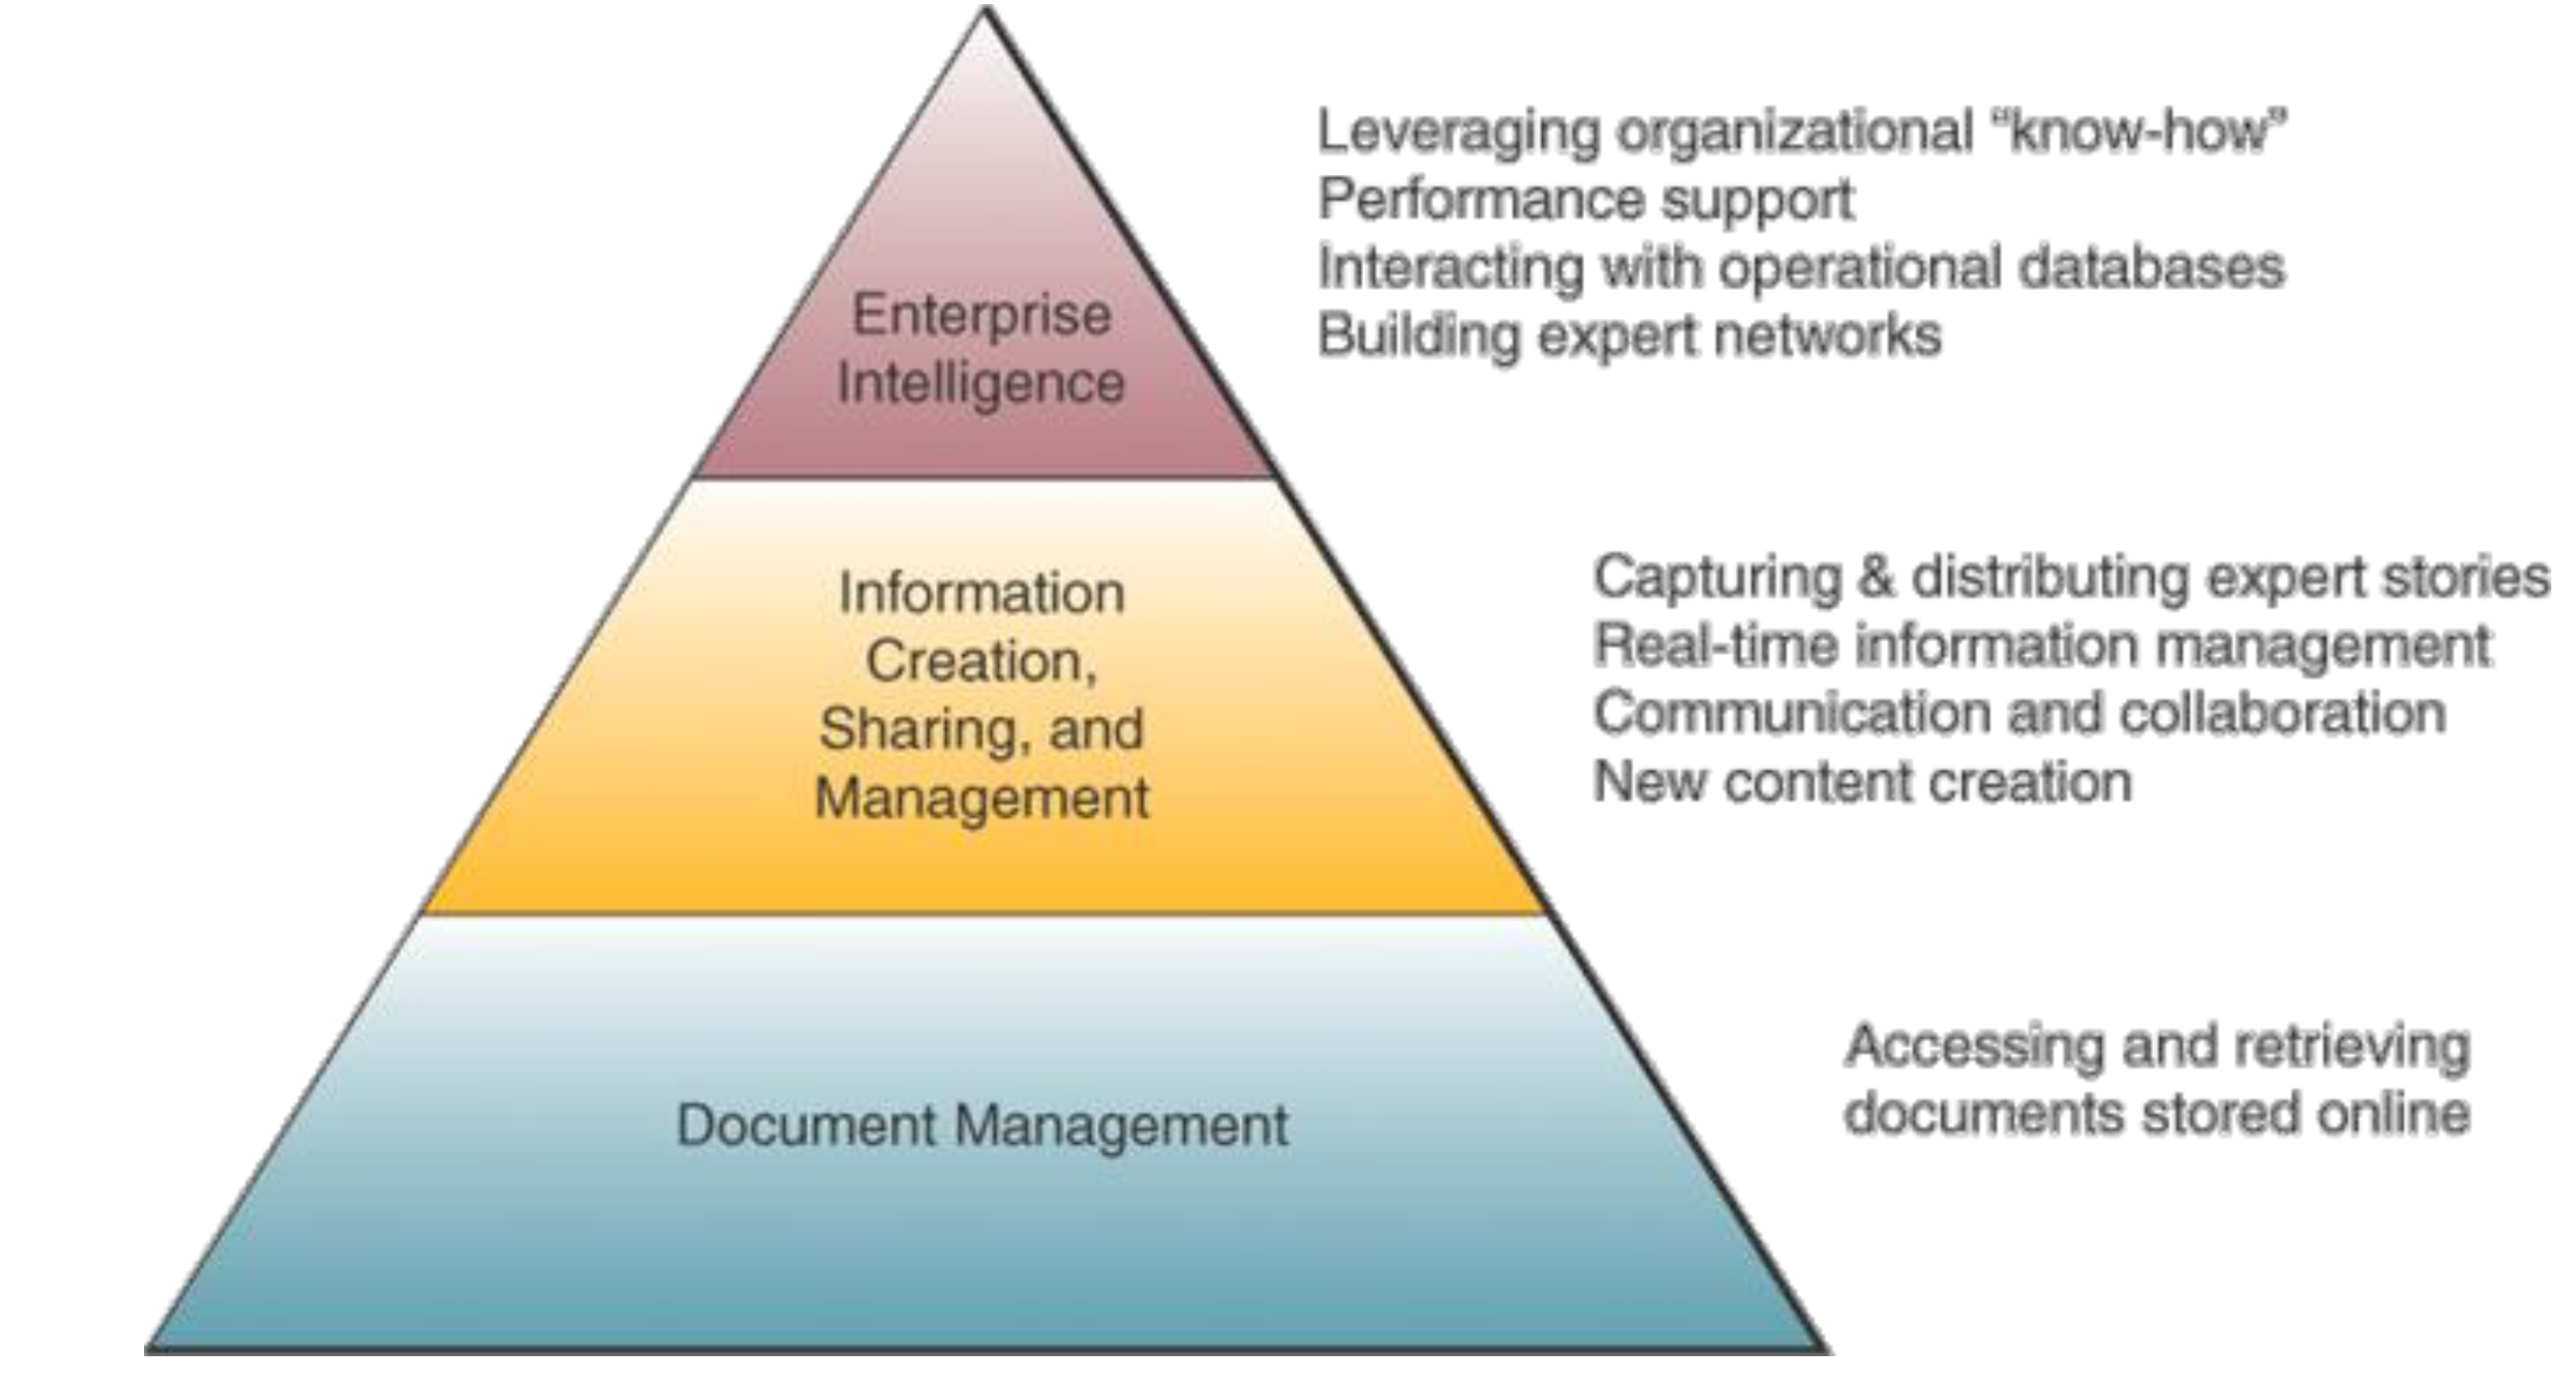 Enterprise
Intelligence
Leveraging organizational “know-how”
Performance support
Interacting with operational databases
Building expert networks
Information
Creation,
Sharing, and
Management
Capturing & distributing expert stories
Real-time information management
Communication and collaboration
New content creation
Document Management
Accessing and retrieving
documents stored online